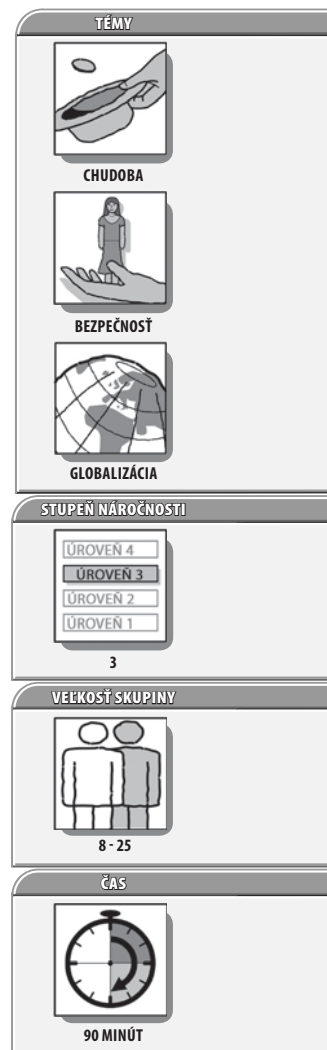 TÉMY
CHUDOBA
BEZPEČNOSŤ
GLOBALIZÁCIA
STUPEŇ NÁROČNOSTI
ÚROVEŇ 4
ÚROVEŇ 3
ÚROVEŇ 2
ÚROVEŇ 1
3
VEĽKOSŤ SKUPINY
8 - 25
ČAS
90 MINÚT